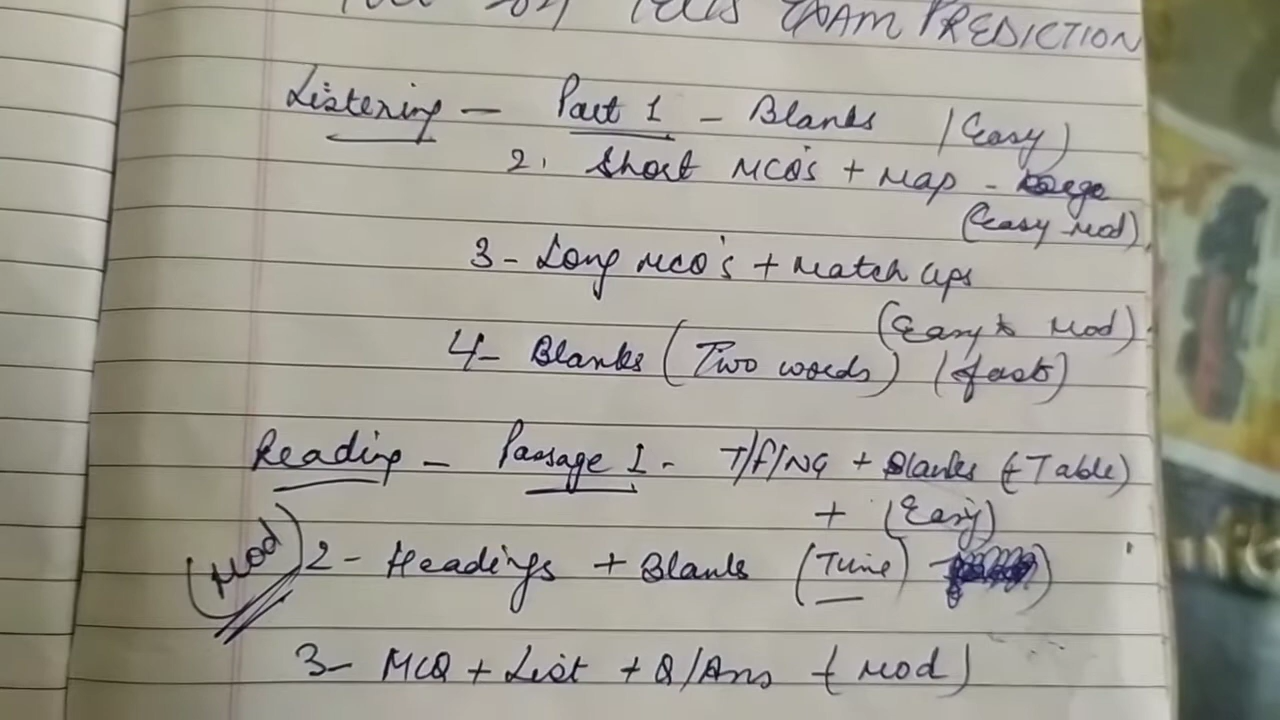 IELTS EXAM PREDICTION
Listening - Part 1 - Blanks (Easy)
2. Short MCQ's + Map -
(Easy Mod)
3- Long MCQ's + Match ups
(Easy to Mod)
4- Blanks (Two words) (fast)
Reading - Passage 1 - T/F/NG + Blanks (Table)
+ (Easy)
(Mod) 2- Headings + Blanks (Time)
3- MCQ + List + Q/Ans (Mod)